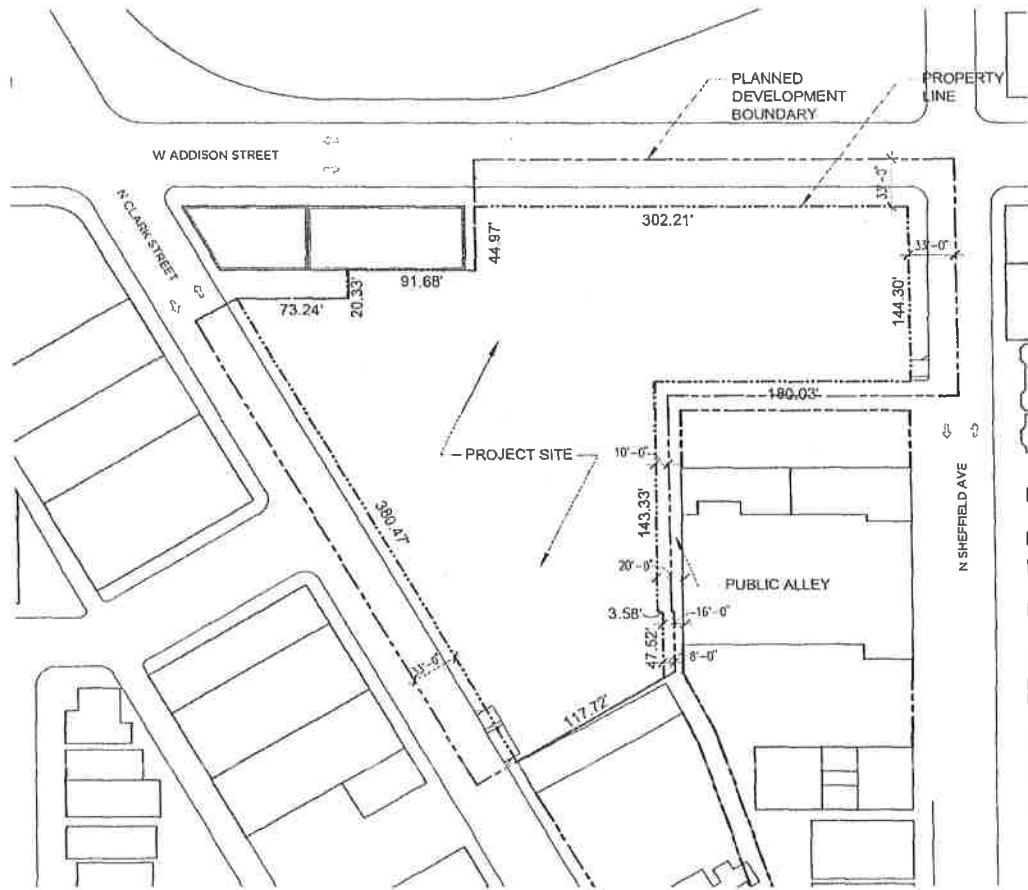 PLANNED
DEVELOPMENT
BOUNDARY
PROPERTY
LINE
W ADDISON STREET
N CLARK STREET
33'-0"
302.21'
44.97'
33'-0"
91.68'
20.33'
73.24'
144.30'
180.03'
PROJECT SITE
10'-0"
143.33'
380.47'
N SHEFFIELD AVE
20'-0"
PUBLIC ALLEY
3.58'
16'-0"
47.52'
8'-0"
33'-0"
117.72'